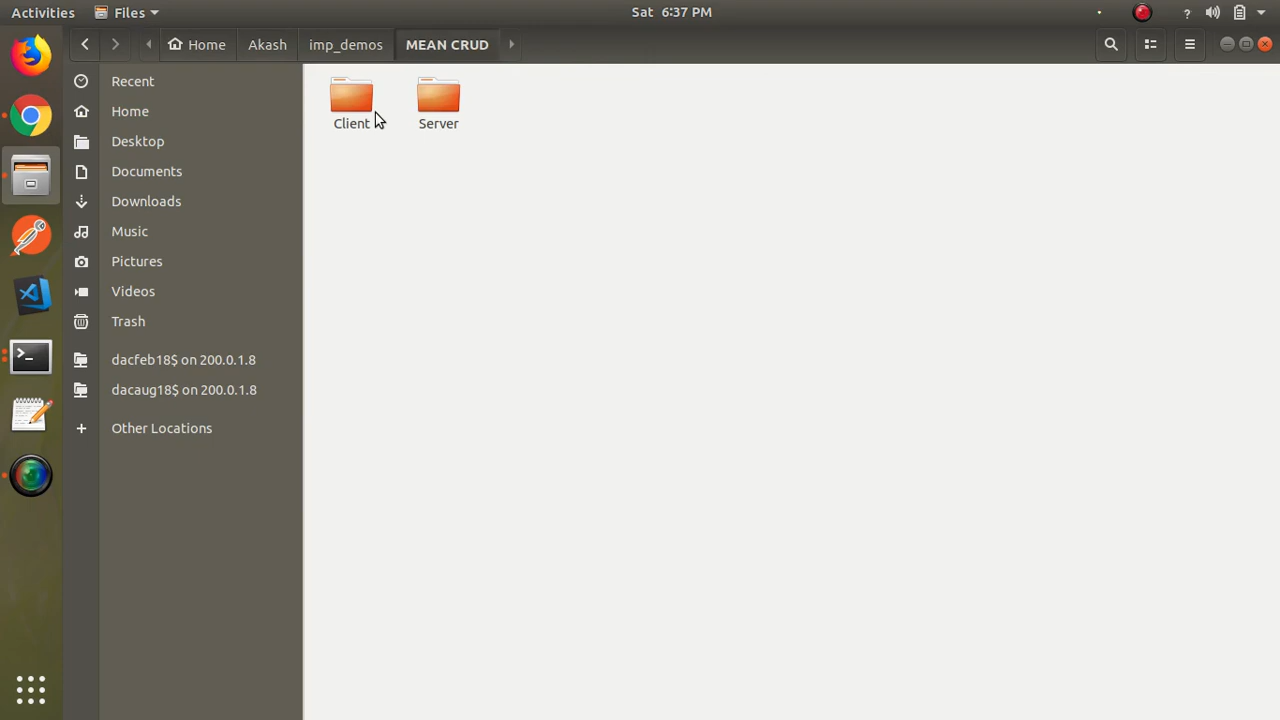 Activities Files Sat 6:37 PM ?
Home Akash imp_demos MEAN CRUD
Recent
Home
Desktop
Documents
Downloads
Music
Pictures
Videos
Trash
dacfeb18$ on 200.0.1.8
dacaug18$ on 200.0.1.8
+ Other Locations
Client Server